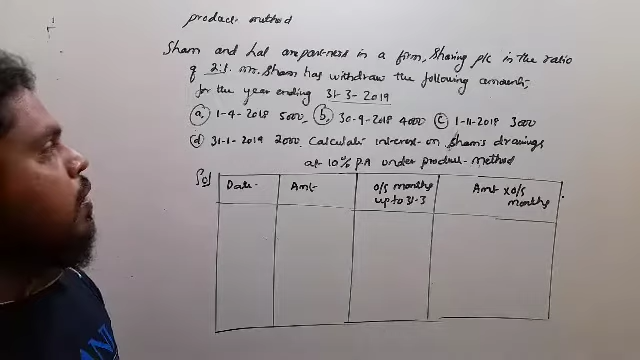 product method
Sham and Lal are partners in a firm, sharing P/L in the ratio
of 2:1. Mr. Sham has withdraw the following amounts,
for the year ending 31-3-2019
(a) 1-4-2018 5000, (b) 30-9-2018 4000 (c) 1-11-2018 3000
(d) 31-1-2019 2000. Calculate interest on Sham's drawings
at 10% P.A under product method
Sol
Date Amt O/S months Amt x O/S
up to 31-3 months